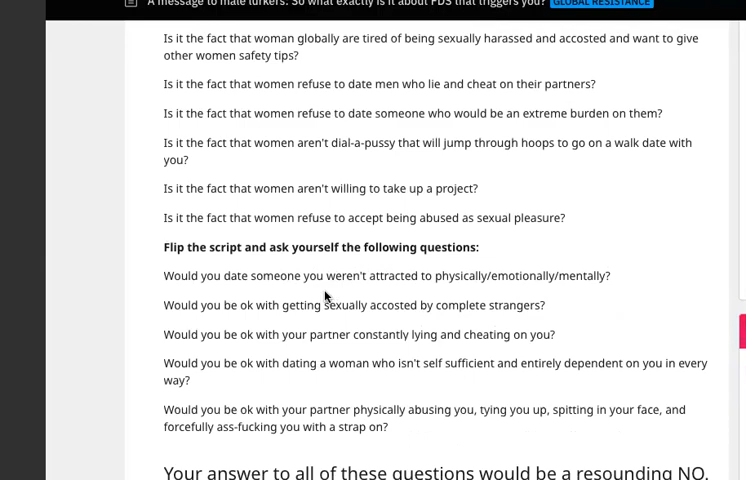 A message to male lurkers: So what exactly is it about FDS that triggers you? GLOBAL RESISTANCE
Is it the fact that woman globally are tired of being sexually harassed and accosted and want to give
other women safety tips?
Is it the fact that women refuse to date men who lie and cheat on their partners?
Is it the fact that women refuse to date someone who would be an extreme burden on them?
Is it the fact that women aren't dial-a-pussy that will jump through hoops to go on a walk date with
you?
Is it the fact that women aren't willing to take up a project?
Is it the fact that women refuse to accept being abused as sexual pleasure?
Flip the script and ask yourself the following questions:
Would you date someone you weren't attracted to physically/emotionally/mentally?
Would you be ok with getting sexually accosted by complete strangers?
Would you be ok with your partner constantly lying and cheating on you?
Would you be ok with dating a woman who isn't self sufficient and entirely dependent on you in every
way?
Would you be ok with your partner physically abusing you, tying you up, spitting in your face, and
forcefully ass-fucking you with a strap on?
Your answer to all of these questions would be a resounding NO.